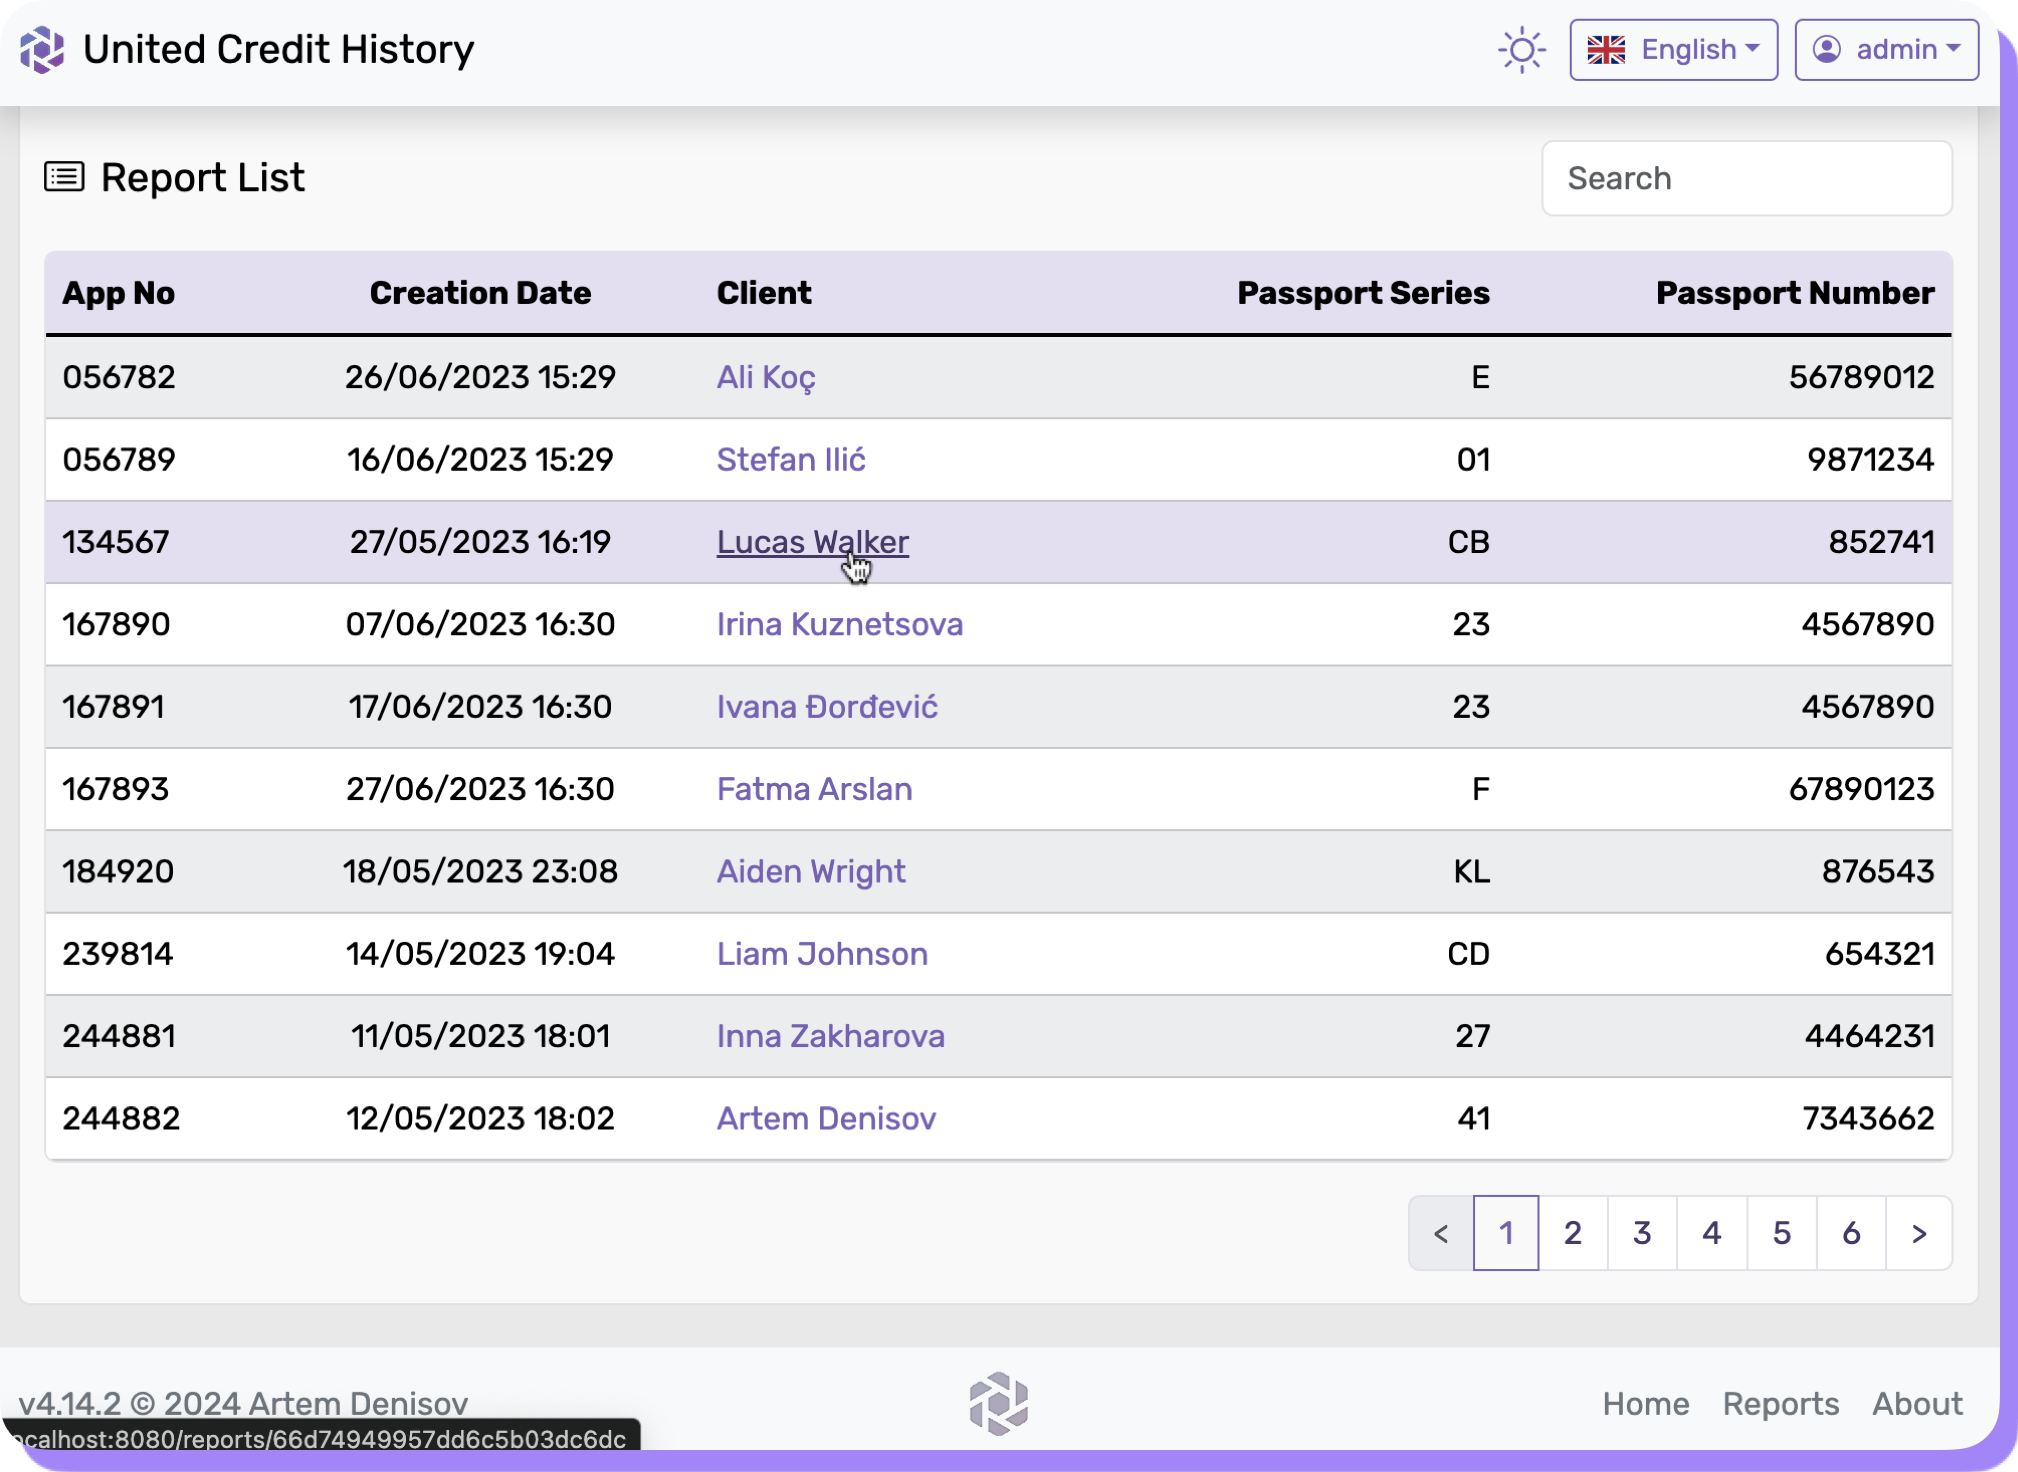 United Credit History
English
admin
Report List
Search
App No Creation Date Client Passport Series Passport Number
056782 26/06/2023 15:29 Ali Koç E 56789012
056789 16/06/2023 15:29 Stefan Ilić 01 9871234
134567 27/05/2023 16:19 Lucas Walker CB 852741
167890 07/06/2023 16:30 Irina Kuznetsova 23 4567890
167891 17/06/2023 16:30 Ivana Đorđević 23 4567890
167893 27/06/2023 16:30 Fatma Arslan F 67890123
184920 18/05/2023 23:08 Aiden Wright KL 876543
239814 14/05/2023 19:04 Liam Johnson CD 654321
244881 11/05/2023 18:01 Inna Zakharova 27 4464231
244882 12/05/2023 18:02 Artem Denisov 41 7343662
< 1 2 3 4 5 6 >
v4.14.2 © 2024 Artem Denisov
Home Reports About
ocalhost:8080/reports/66d74949957dd6c5b03dc6dc